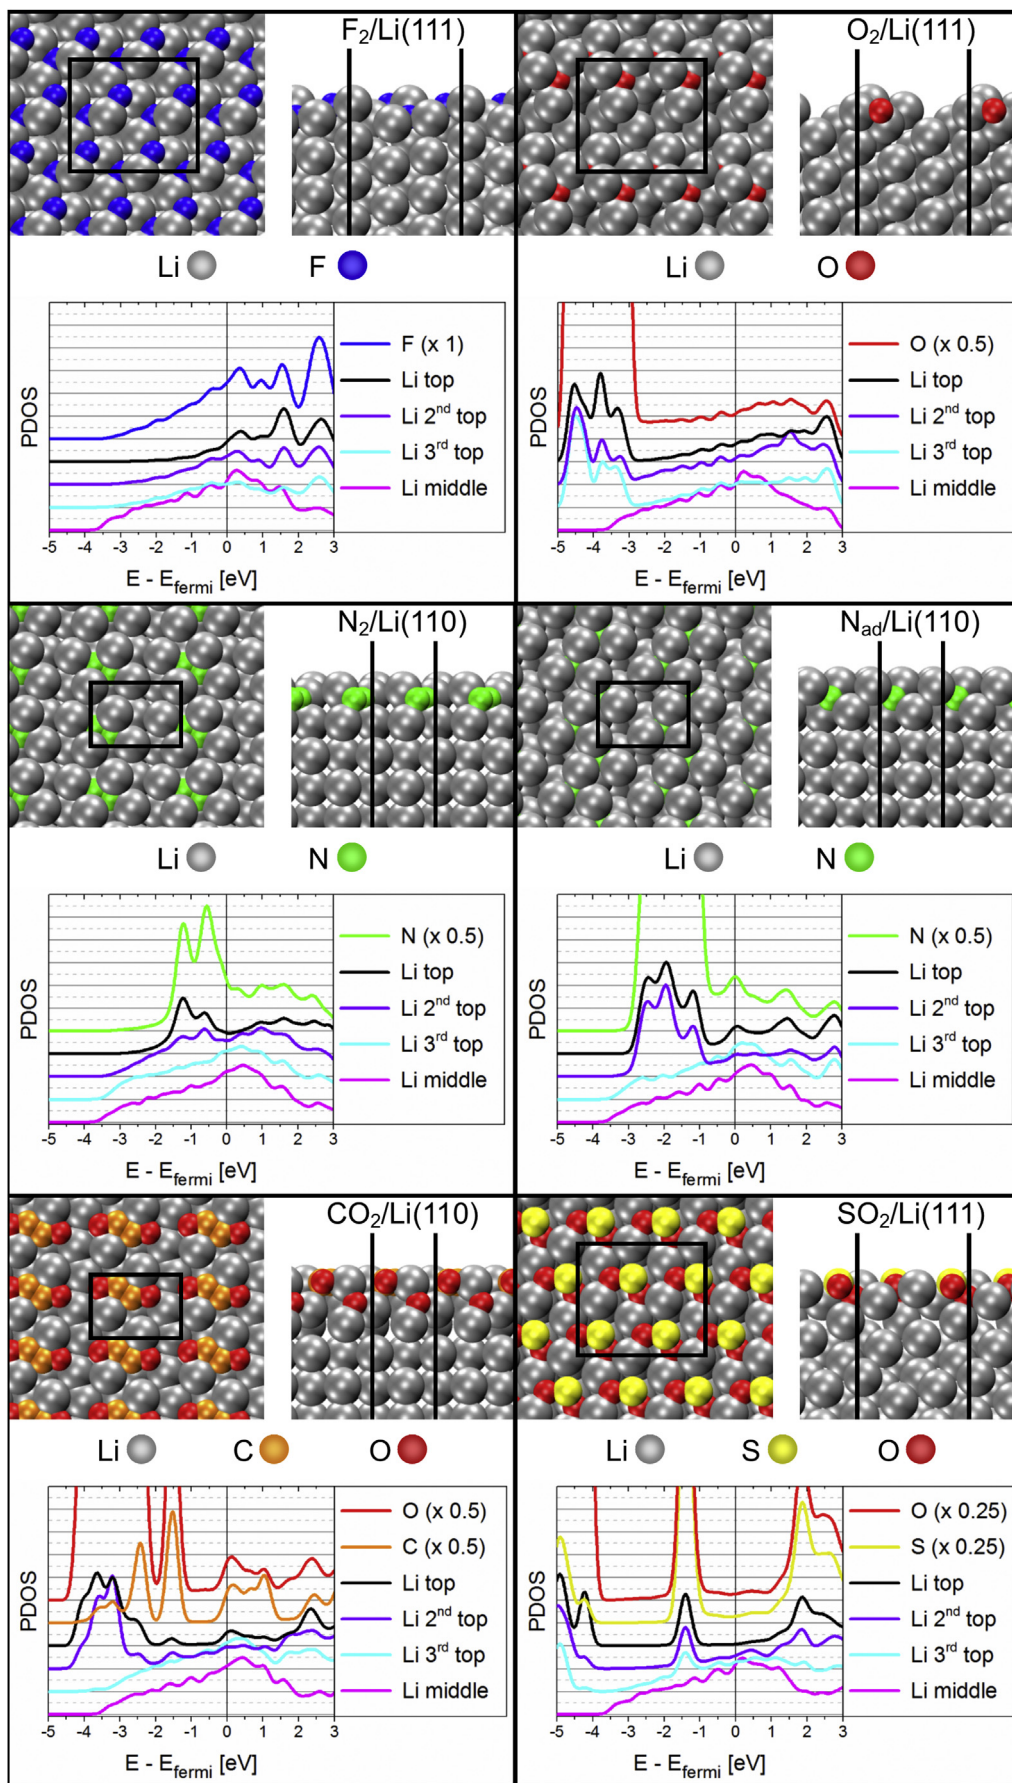 F₂/Li(111)
Li F
PDOS
F (x 1)
Li top
Li 2ⁿᵈ top
Li 3ʳᵈ top
Li middle
-5 -4 -3 -2 -1 0 1 2 3
E - E_fermi [eV]
O₂/Li(111)
Li O
PDOS
O (x 0.5)
Li top
Li 2ⁿᵈ top
Li 3ʳᵈ top
Li middle
-5 -4 -3 -2 -1 0 1 2 3
E - E_fermi [eV]
N₂/Li(110)
Li N
PDOS
N (x 0.5)
Li top
Li 2ⁿᵈ top
Li 3ʳᵈ top
Li middle
-5 -4 -3 -2 -1 0 1 2 3
E - E_fermi [eV]
N_ad/Li(110)
Li N
PDOS
N (x 0.5)
Li top
Li 2ⁿᵈ top
Li 3ʳᵈ top
Li middle
-5 -4 -3 -2 -1 0 1 2 3
E - E_fermi [eV]
CO₂/Li(110)
Li C O
PDOS
O (x 0.5)
C (x 0.5)
Li top
Li 2ⁿᵈ top
Li 3ʳᵈ top
Li middle
-5 -4 -3 -2 -1 0 1 2 3
E - E_fermi [eV]
SO₂/Li(111)
Li S O
PDOS
O (x 0.25)
S (x 0.25)
Li top
Li 2ⁿᵈ top
Li 3ʳᵈ top
Li middle
-5 -4 -3 -2 -1 0 1 2 3
E - E_fermi [eV]